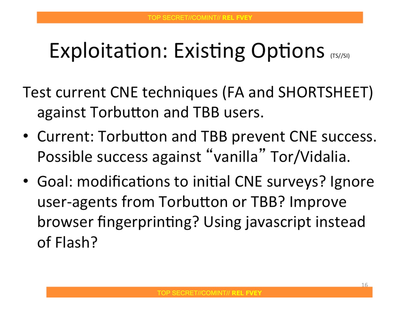 TOP SECRET//COMINT// REL FVEY
Exploitation: Existing Options (TS//SI)
Test current CNE techniques (FA and SHORTSHEET)
against Torbutton and TBB users.
• Current: Torbutton and TBB prevent CNE success.
Possible success against “vanilla” Tor/Vidalia.
• Goal: modifications to initial CNE surveys? Ignore
user-agents from Torbutton or TBB? Improve
browser fingerprinting? Using javascript instead
of Flash?
16
TOP SECRET//COMINT// REL FVEY